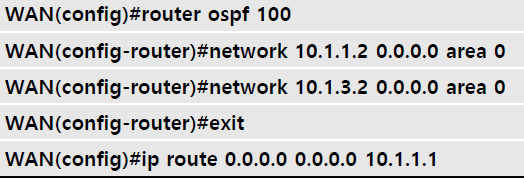 WAN(config)#router ospf 100
WAN(config-router)#network 10.1.1.2 0.0.0.0 area 0
WAN(config-router)#network 10.1.3.2 0.0.0.0 area 0
WAN(config-router)#exit
WAN(config)#ip route 0.0.0.0 0.0.0.0 10.1.1.1